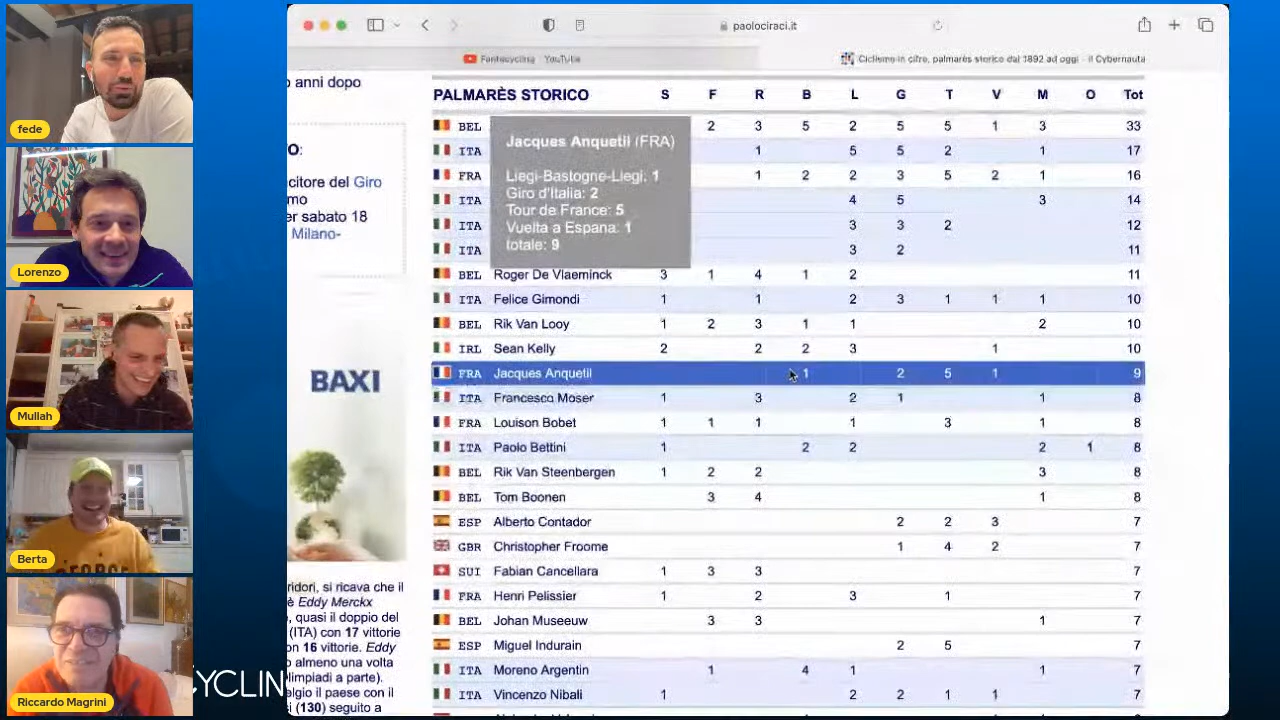 fede
Lorenzo
Mullah
Berta
Riccardo Magrini
CYCLIN
paolociraci.it
Fantacycling - YouTube
Ciclismo in cifre, palmarès storico dal 1892 ad oggi - il Cybernauta
o anni dopo
O:
citore del Giro
mo
er sabato 18
Milano-
BAXI
ridori, si ricava che il
è Eddy Merckx
e, quasi il doppio del
(ITA) con 17 vittorie
on 16 vittorie. Eddy
o almeno una volta
limpiadi a parte).
elgio il paese con il
si (130) seguito a
PALMARÈS STORICO S F R B L G T V M O Tot
BEL 2 3 5 2 5 5 1 3 33
ITA 5 5 2 1 17
FRA 1 2 2 3 5 2 1 16
ITA 4 5 3 14
ITA 3 3 2 12
ITA 3 2 11
Jacques Anquetil (FRA)
Liegi-Bastogne-Liegi: 1
Giro d'Italia: 2
Tour de France: 5
Vuelta a Espana: 1
totale: 9
BEL Roger De Vlaeminck 3 1 4 1 2 11
ITA Felice Gimondi 1 1 2 3 1 1 1 10
BEL Rik Van Looy 1 2 3 1 1 2 10
IRL Sean Kelly 2 2 2 3 1 10
FRA Jacques Anquetil 1 2 5 1 9
ITA Francesco Moser 1 3 2 1 1 8
FRA Louison Bobet 1 1 1 1 3 1 8
ITA Paolo Bettini 1 2 2 2 1 8
BEL Rik Van Steenbergen 1 2 2 3 8
BEL Tom Boonen 3 4 1 8
ESP Alberto Contador 2 2 3 7
GBR Christopher Froome 1 4 2 7
SUI Fabian Cancellara 1 3 3 7
FRA Henri Pelissier 1 2 3 1 7
BEL Johan Museeuw 3 3 1 7
ESP Miguel Indurain 2 5 7
ITA Moreno Argentin 1 4 1 1 7
ITA Vincenzo Nibali 1 2 2 1 1 7